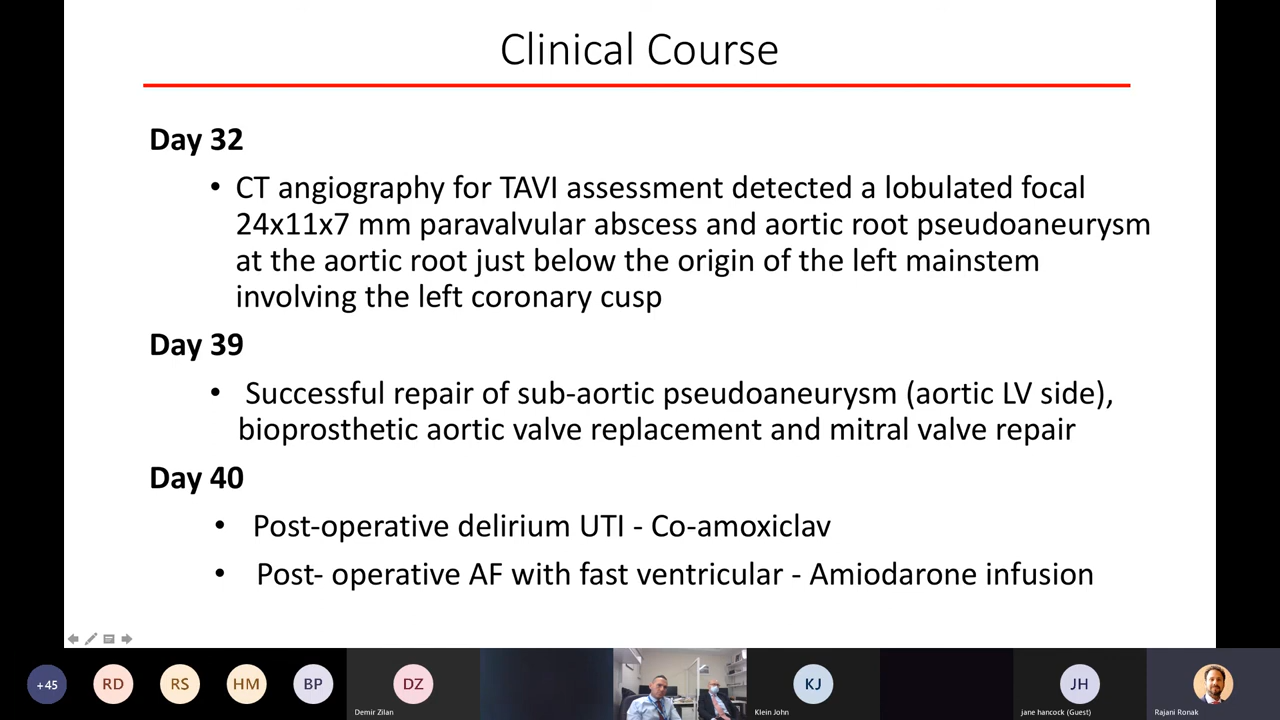 Clinical Course
Day 32
• CT angiography for TAVI assessment detected a lobulated focal
24x11x7 mm paravalvular abscess and aortic root pseudoaneurysm
at the aortic root just below the origin of the left mainstem
involving the left coronary cusp
Day 39
• Successful repair of sub-aortic pseudoaneurysm (aortic LV side),
bioprosthetic aortic valve replacement and mitral valve repair
Day 40
• Post-operative delirium UTI - Co-amoxiclav
• Post- operative AF with fast ventricular - Amiodarone infusion
+45 RD RS HM BP DZ KJ JH
Demir Zilan Klein John jane hancock (Guest) Rajani Ronak